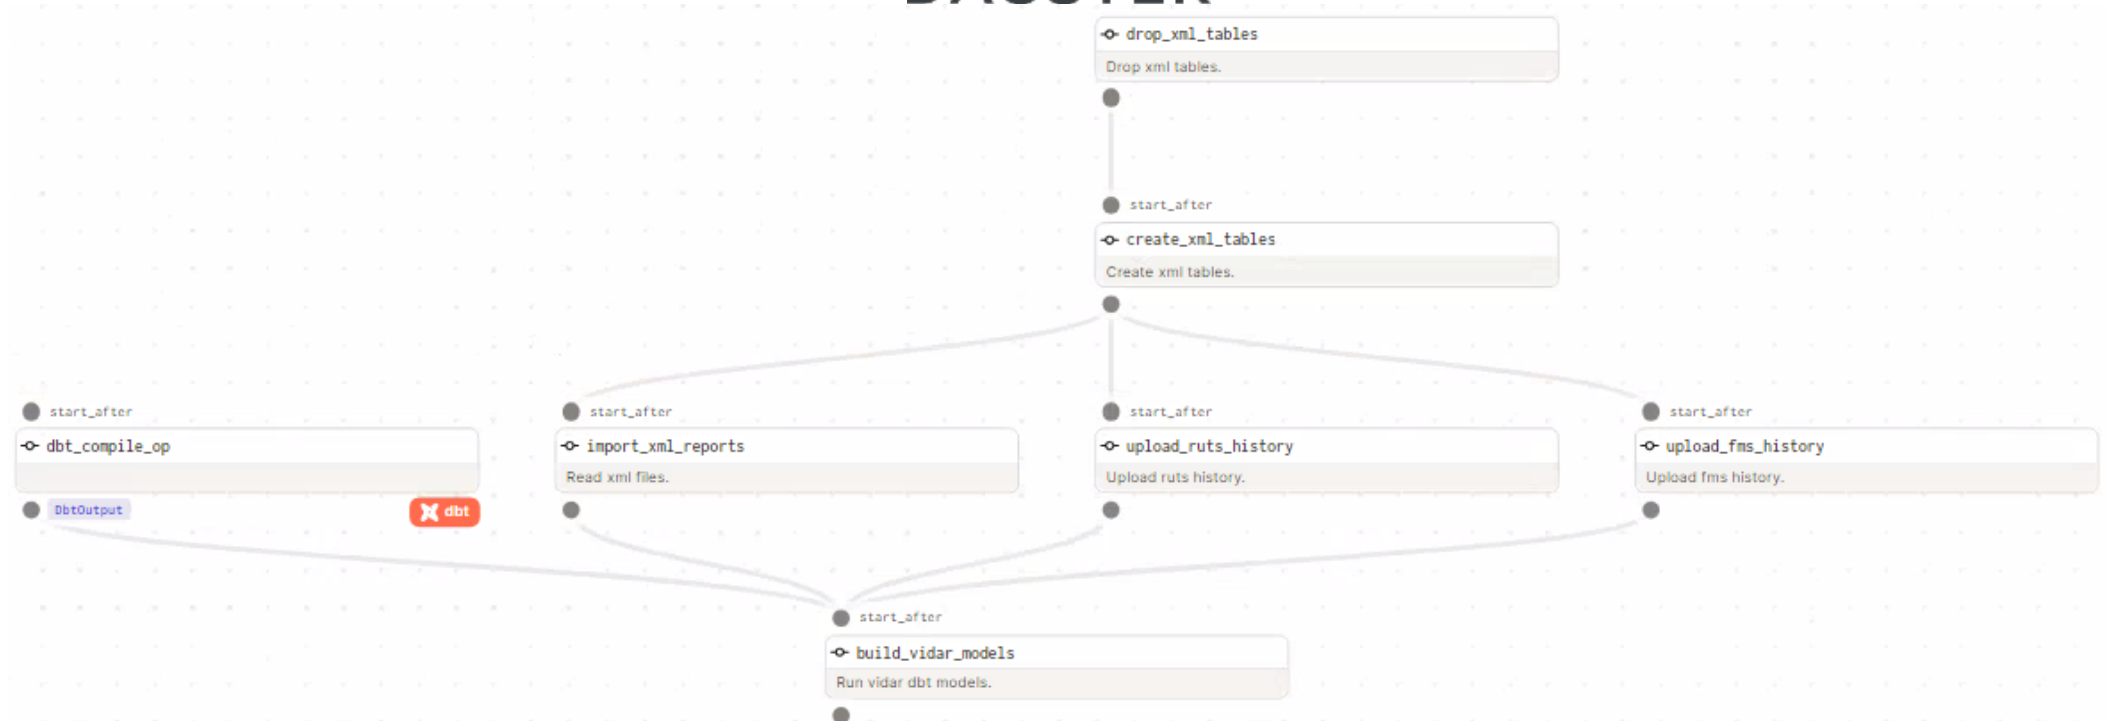 drop_xml_tables
Drop xml tables.
start_after
create_xml_tables
Create xml tables.
start_after
start_after
start_after
start_after
dbt_compile_op
import_xml_reports
upload_ruts_history
upload_fms_history
Read xml files.
Upload ruts history.
Upload fms history.
DbtOutput
dbt
start_after
build_vidar_models
Run vidar dbt models.